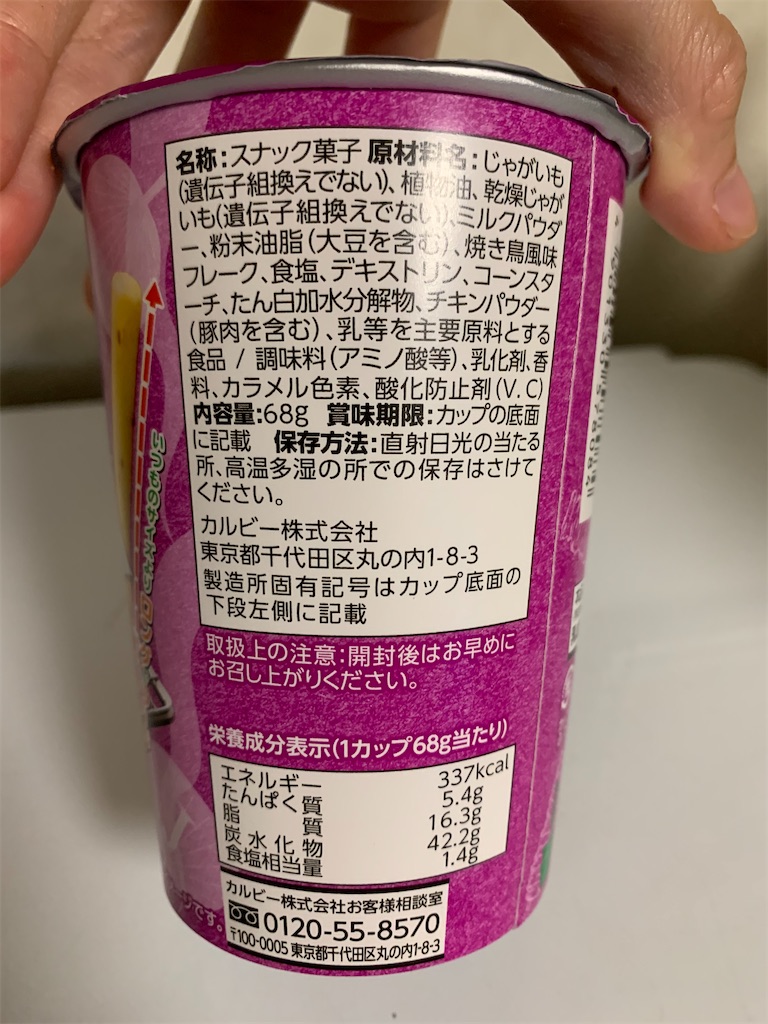 名称:スナック菓子 原材料名:じゃがいも
(遺伝子組換えでない)、植物油、乾燥じゃが
いも(遺伝子組換えでない)、ミルクパウダ
ー、粉末油脂(大豆を含む)、焼き鳥風味
フレーク、食塩、デキストリン、コーンスタ
ーチ、たん白加水分解物、チキンパウダー
(豚肉を含む)、乳等を主要原料とする
食品 / 調味料(アミノ酸等)、乳化剤、香
料、カラメル色素、酸化防止剤(V.C)
内容量:68g 賞味期限:カップの底面
に記載 保存方法:直射日光の当たる
所、高温多湿の所での保存はさけて
ください。
カルビー株式会社
東京都千代田区丸の内1-8-3
製造所固有記号はカップ底面の
下段左側に記載
取扱上の注意:開封後はお早めに
お召し上がりください。
栄養成分表示(1カップ68g当たり)
エネルギー 337kcal
たんぱく質 5.4g
脂質 16.3g
炭水化物 42.2g
食塩相当量 1.4g
カルビー株式会社お客様相談室
0120-55-8570
〒100-0005 東京都千代田区丸の内1-8-3
いつものサイズより ロング
です。